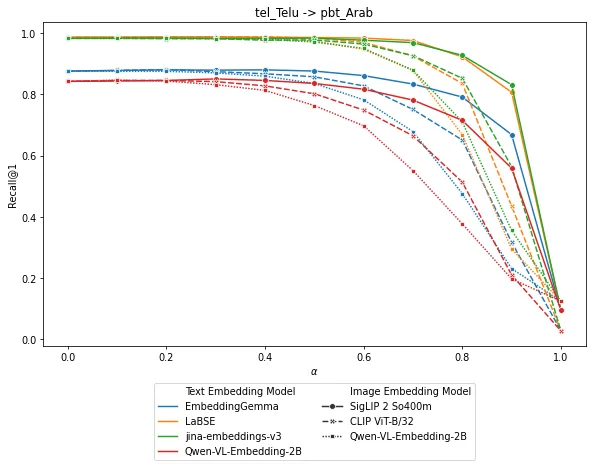 tel_Telu -> pbt_Arab
Recall@1
1.0
0.8
0.6
0.4
0.2
0.0
0.0 0.2 0.4 0.6 0.8 1.0
α
Text Embedding Model Image Embedding Model
EmbeddingGemma SigLIP 2 So400m
LaBSE CLIP ViT-B/32
jina-embeddings-v3 Qwen-VL-Embedding-2B
Qwen-VL-Embedding-2B